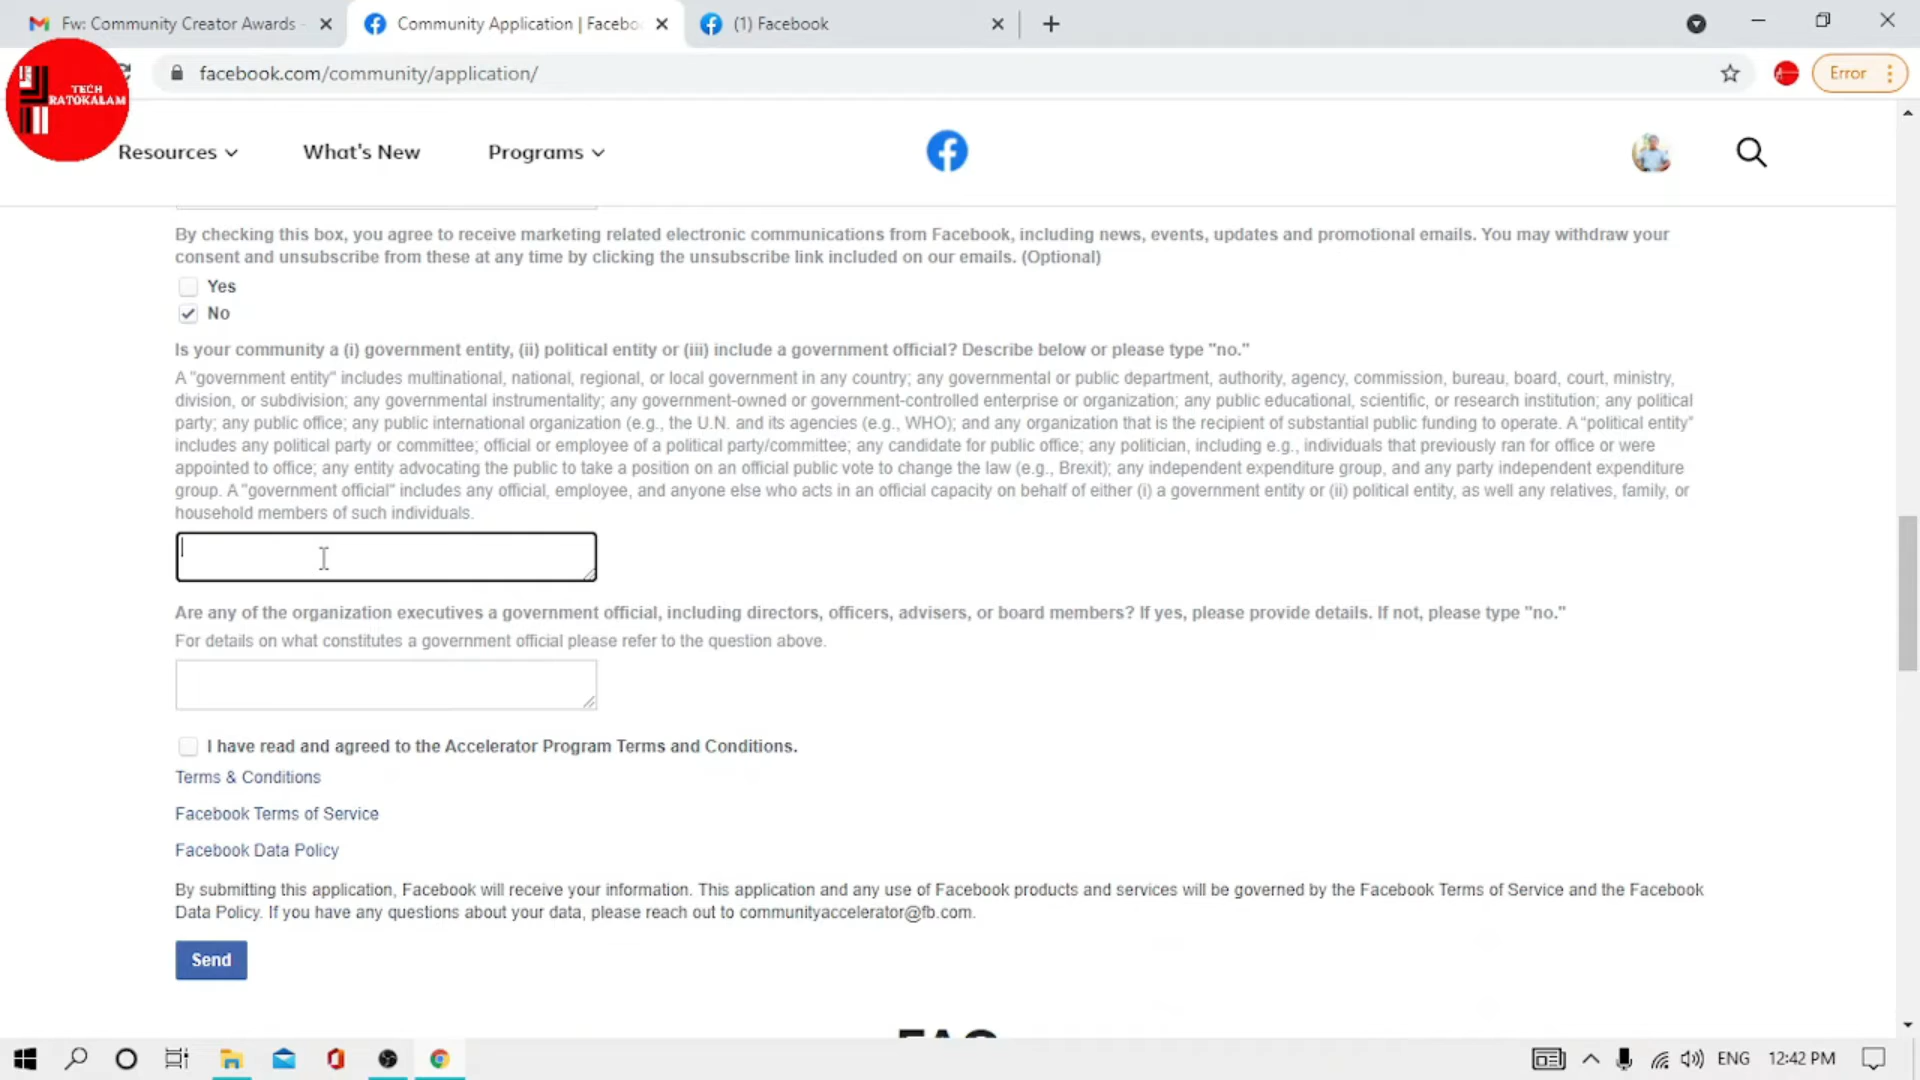 Fw: Community Creator Awards
Community Application | Facebo
(1) Facebook
facebook.com/community/application/
Error
TECH
RATOKALAM
Resources
What's New
Programs
By checking this box, you agree to receive marketing related electronic communications from Facebook, including news, events, updates and promotional emails. You may withdraw your
consent and unsubscribe from these at any time by clicking the unsubscribe link included on our emails. (Optional)
Yes
No
Is your community a (i) government entity, (ii) political entity or (iii) include a government official? Describe below or please type "no."
A "government entity" includes multinational, national, regional, or local government in any country; any governmental or public department, authority, agency, commission, bureau, board, court, ministry,
division, or subdivision; any governmental instrumentality; any government-owned or government-controlled enterprise or organization; any public educational, scientific, or research institution; any political
party; any public office; any public international organization (e.g., the U.N. and its agencies (e.g., WHO); and any organization that is the recipient of substantial public funding to operate. A “political entity”
includes any political party or committee; official or employee of a political party/committee; any candidate for public office; any politician, including e.g., individuals that previously ran for office or were
appointed to office; any entity advocating the public to take a position on an official public vote to change the law (e.g., Brexit); any independent expenditure group, and any party independent expenditure
group. A "government official" includes any official, employee, and anyone else who acts in an official capacity on behalf of either (i) a government entity or (ii) political entity, as well any relatives, family, or
household members of such individuals.
Are any of the organization executives a government official, including directors, officers, advisers, or board members? If yes, please provide details. If not, please type "no."
For details on what constitutes a government official please refer to the question above.
I have read and agreed to the Accelerator Program Terms and Conditions.
Terms & Conditions
Facebook Terms of Service
Facebook Data Policy
By submitting this application, Facebook will receive your information. This application and any use of Facebook products and services will be governed by the Facebook Terms of Service and the Facebook
Data Policy. If you have any questions about your data, please reach out to communityaccelerator@fb.com.
Send
ENG
12:42 PM